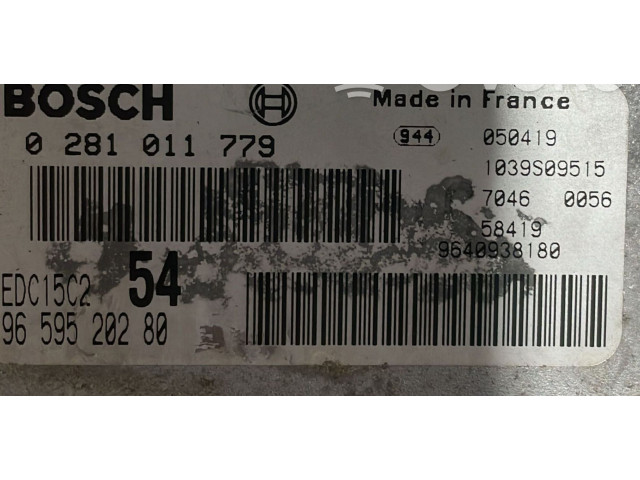 BOSCH
Made in France
0 281 011 779
944 050419
1039S09515
7046 0056
58419
9640938180
EDC15C2 54
96 595 202 80